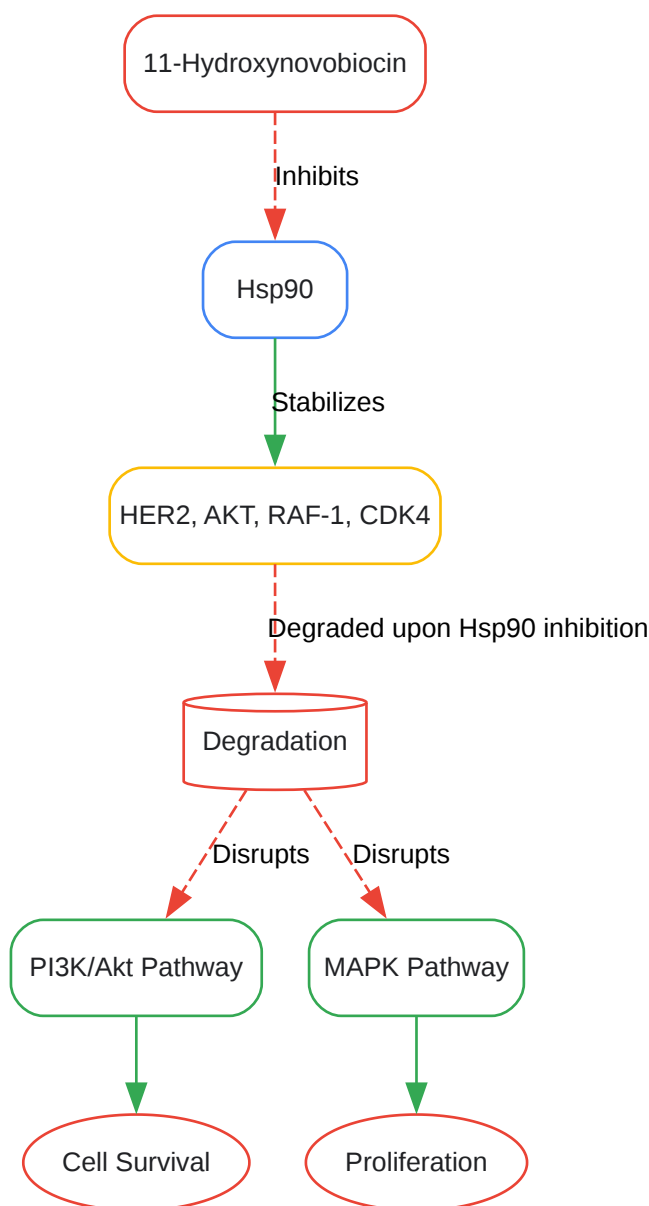 11-Hydroxynovobiocin
Inhibits
Hsp90
Stabilizes
HER2, AKT, RAF-1, CDK4
Degraded upon Hsp90 inhibition
Degradation
Disrupts
Disrupts
PI3K/Akt Pathway
MAPK Pathway
Cell Survival
Proliferation